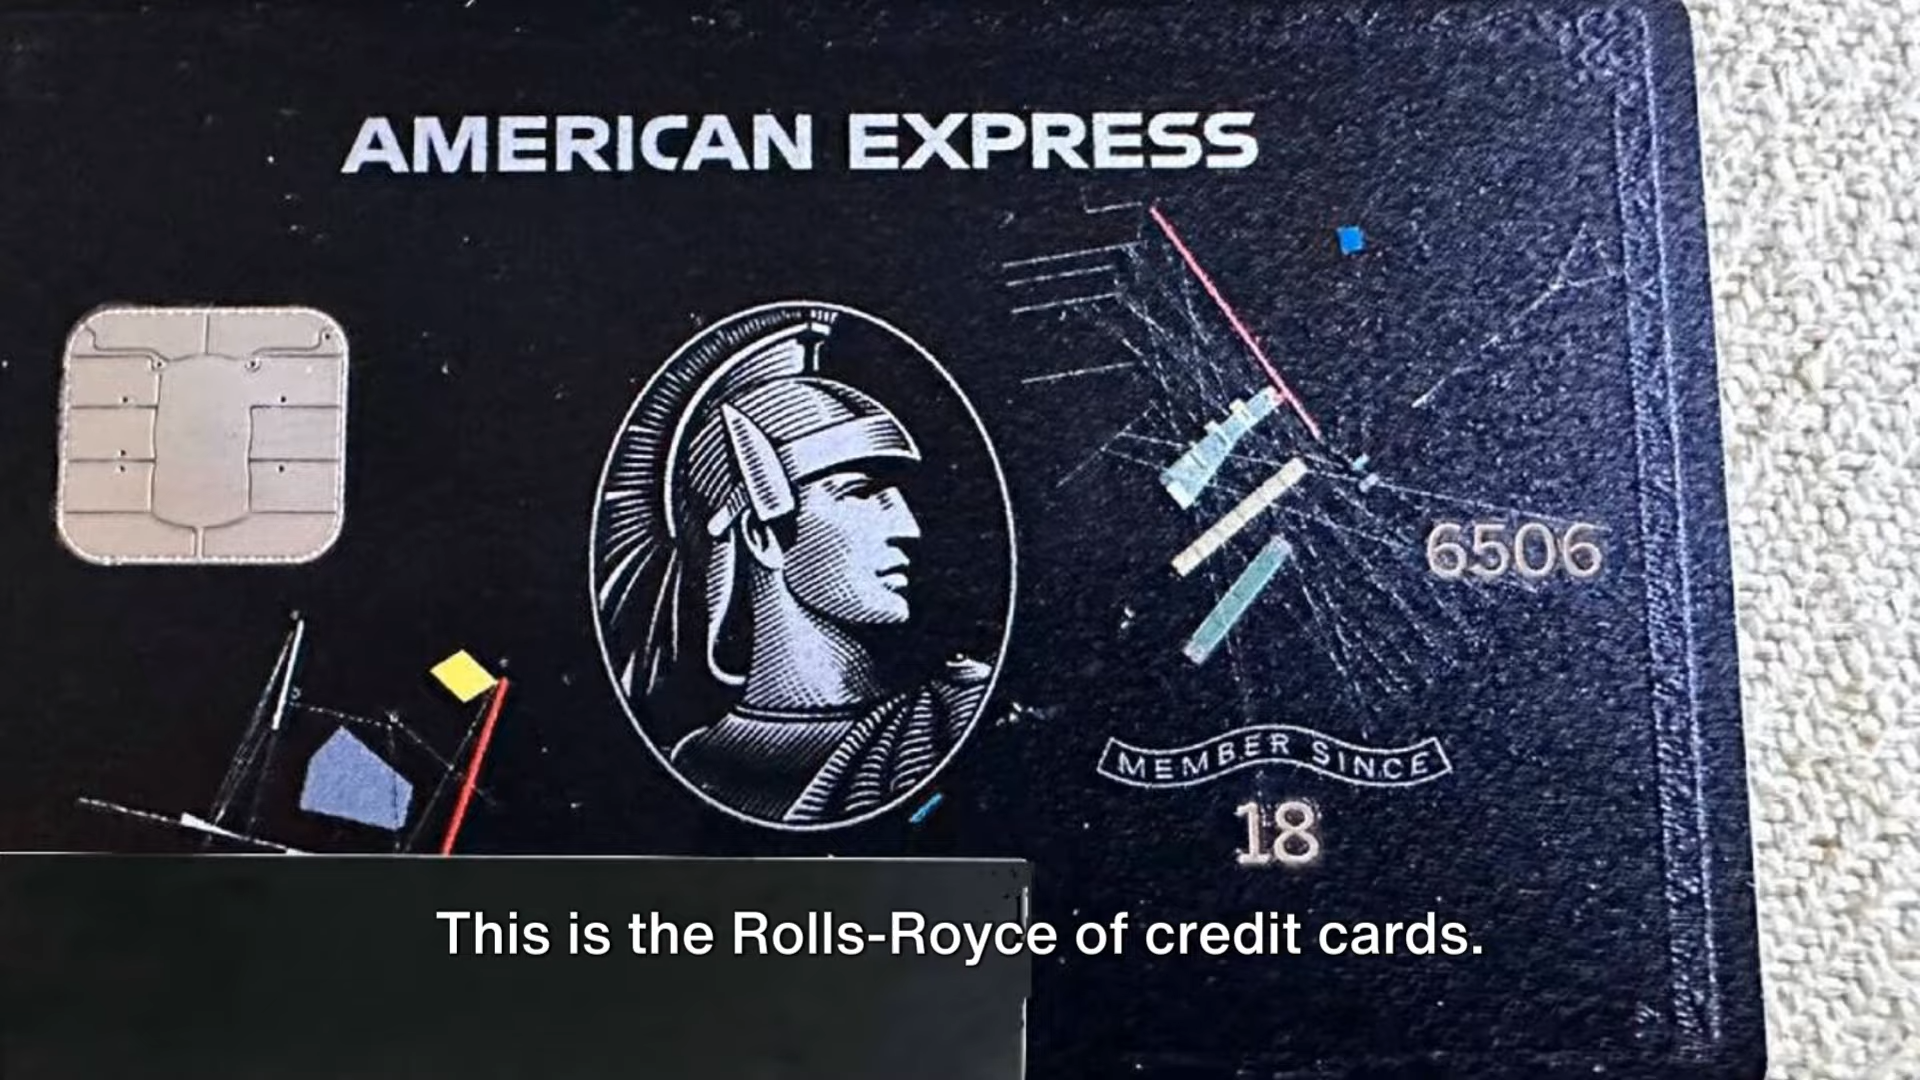 AMERICAN EXPRESS
6506
MEMBER SINCE
18
This is the Rolls-Royce of credit cards.